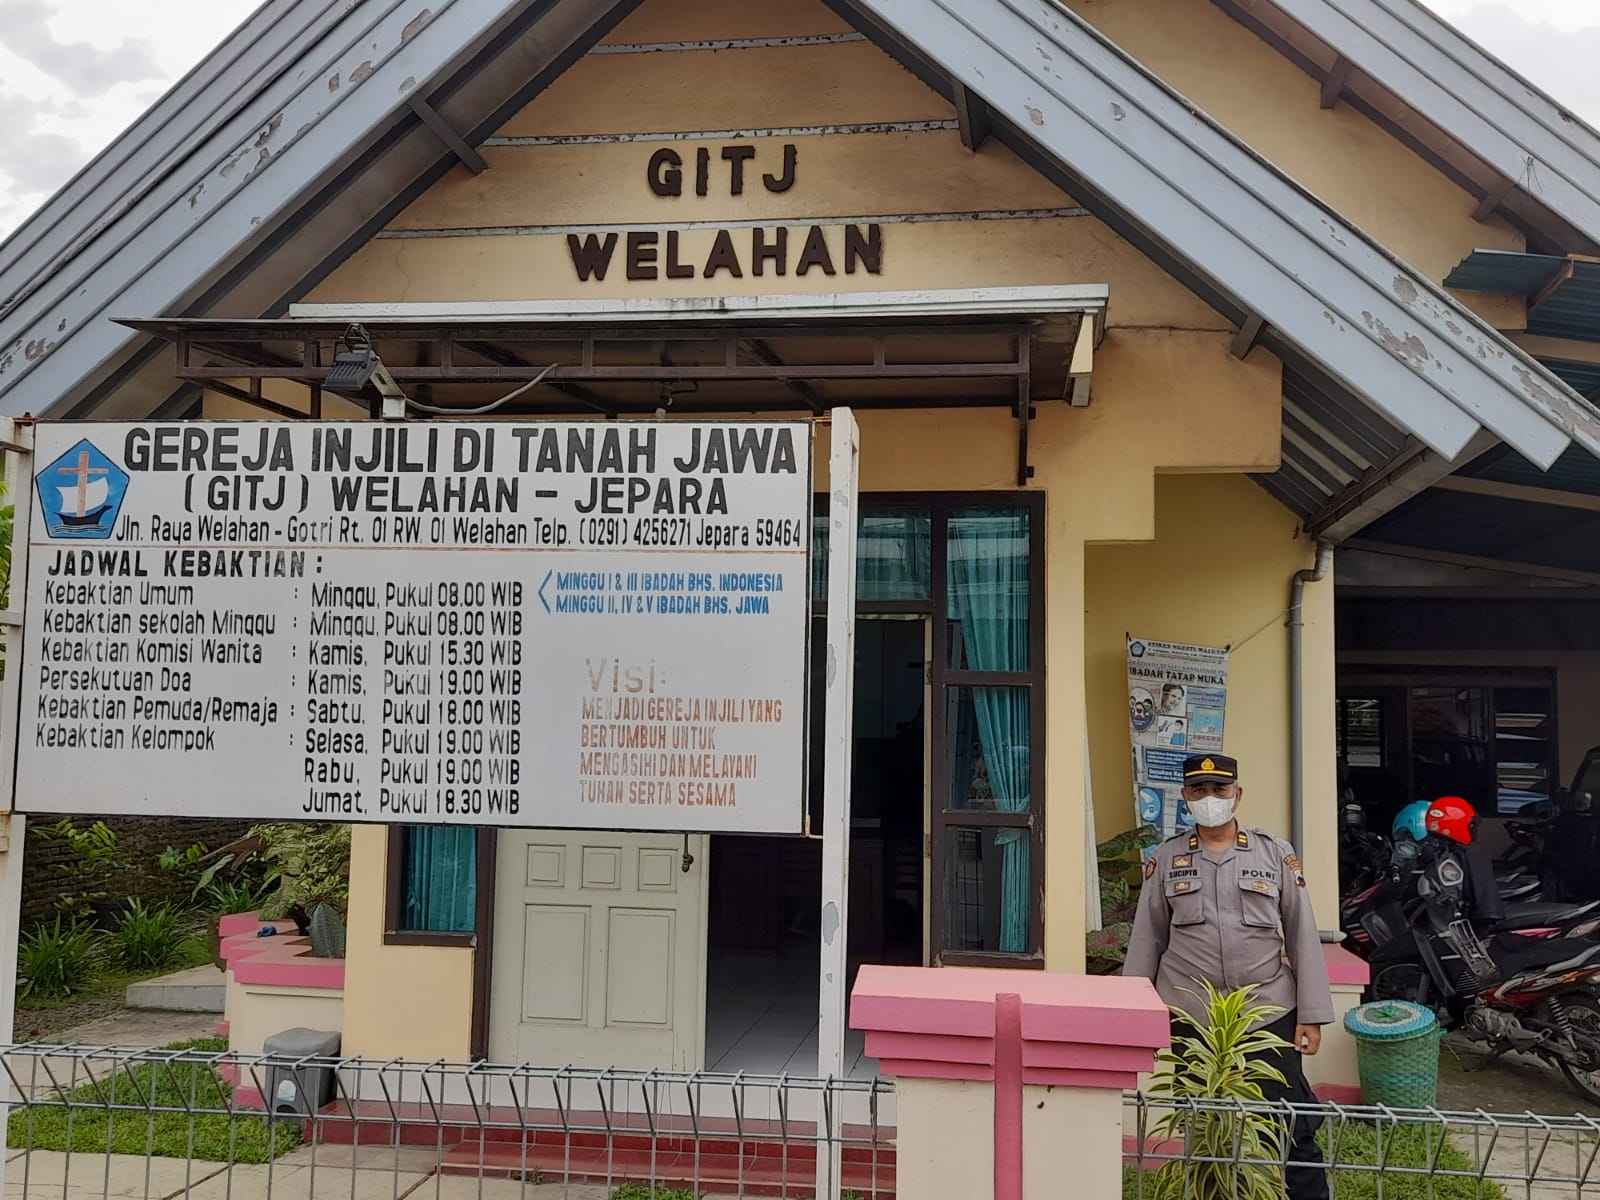 GITJ
WELAHAN
GEREJA INJILI DI TANAH JAWA
(GITJ) WELAHAN - JEPARA
Jln. Raya Welahan - Gotri Rt. 01 RW. 01 Welahan Telp. (0291) 4256271 Jepara 59464
JADWAL KEBAKTIAN :
Kebaktian Umum : Minggu, Pukul 08.00 WIB
MINGGU I & III IBADAH BHS. INDONESIA
MINGGU II, IV & V IBADAH BHS. JAWA
Kebaktian sekolah Minggu : Minggu, Pukul 08.00 WIB
Kebaktian Komisi Wanita : Kamis, Pukul 15.30 WIB
Persekutuan Doa : Kamis, Pukul 19.00 WIB
Kebaktian Pemuda/Remaja : Sabtu, Pukul 18.00 WIB
Kebaktian Kelompok : Selasa, Pukul 19.00 WIB
Rabu, Pukul 19.00 WIB
Jumat, Pukul 18.30 WIB
Visi:
MENJADI GEREJA INJILI YANG
BERTUMBUH UNTUK
MENGASIHI DAN MELAYANI
TUHAN SERTA SESAMA
IBADAH TATAP MUKA
SUCIPTO
POLRI